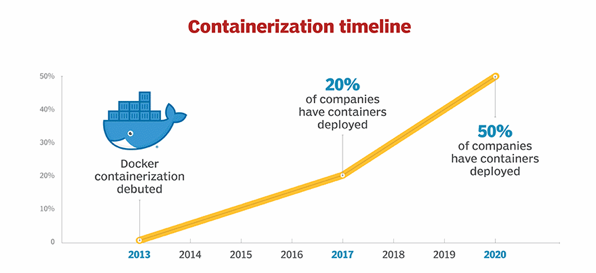 Containerization timeline
50%
40%
30%
20%
10%
0
Docker
containerization
debuted
20%
of companies
have containers
deployed
50%
of companies
have containers
deployed
2013 2014 2015 2016 2017 2018 2019 2020